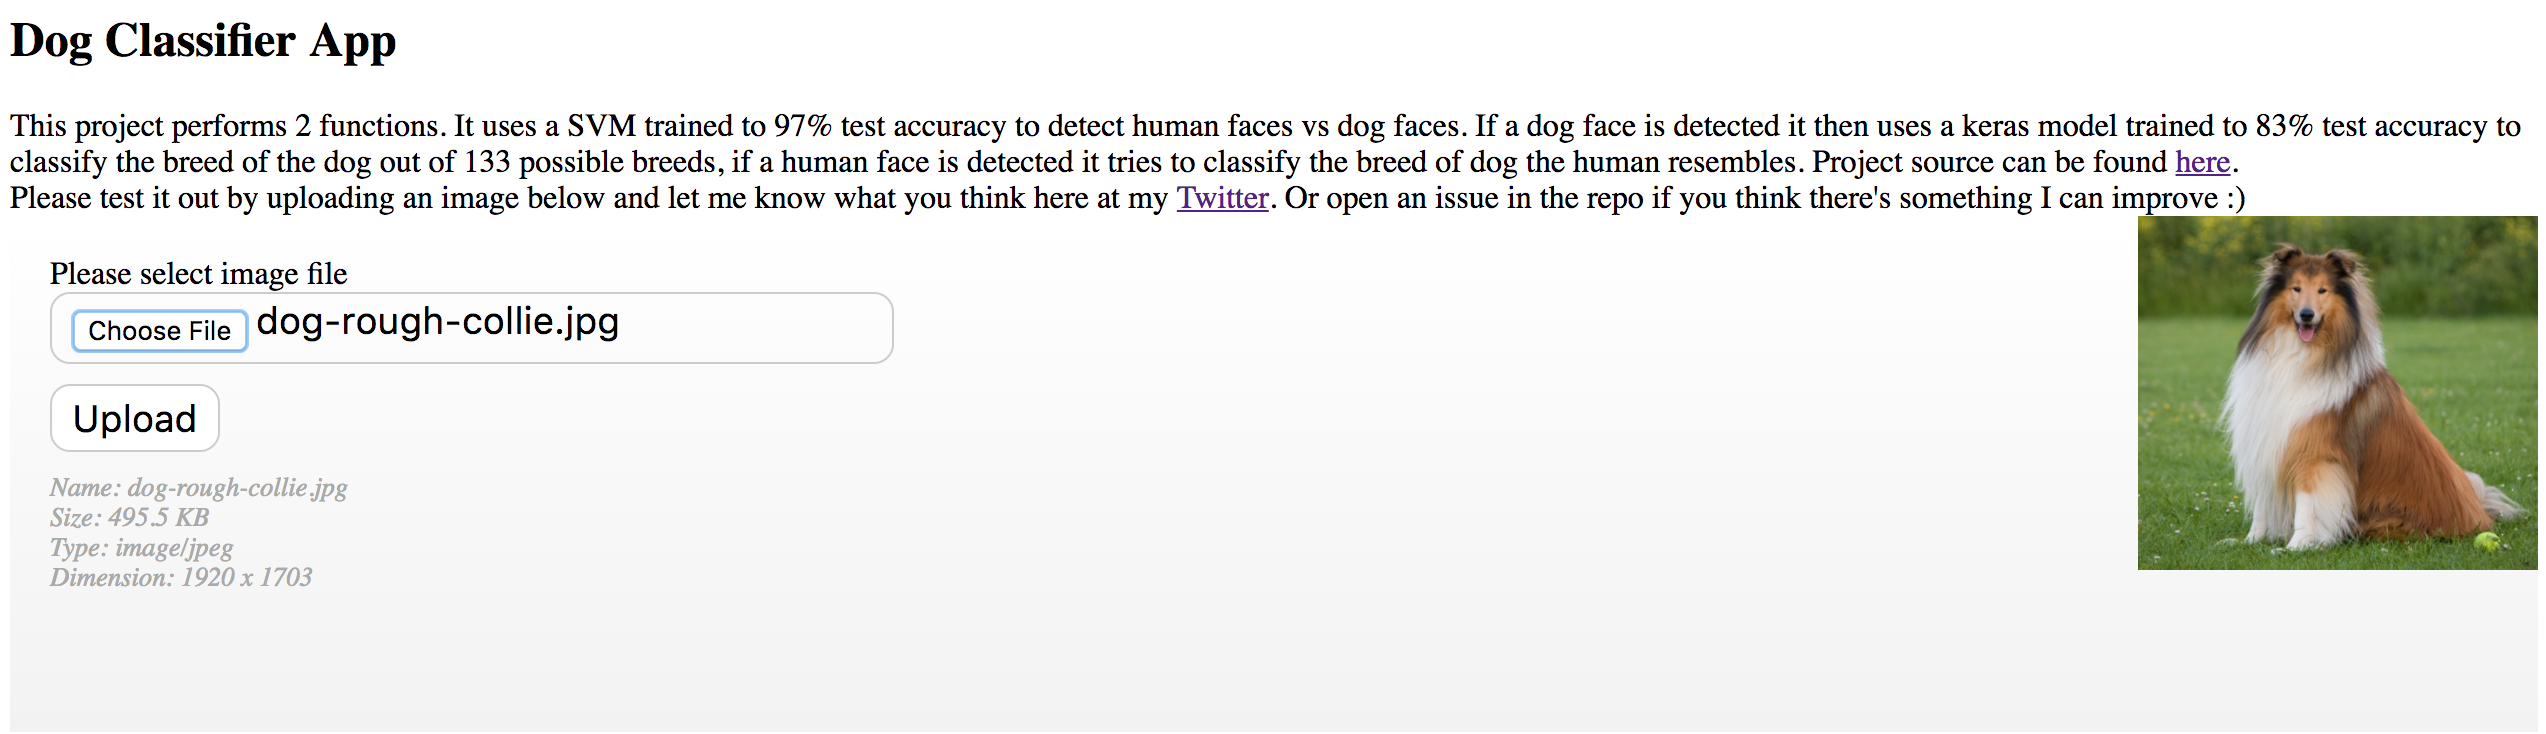 Dog Classifier App
This project performs 2 functions. It uses a SVM trained to 97% test accuracy to detect human faces vs dog faces. If a dog face is detected it then uses a keras model trained to 83% test accuracy to
classify the breed of the dog out of 133 possible breeds, if a human face is detected it tries to classify the breed of dog the human resembles. Project source can be found here.
Please test it out by uploading an image below and let me know what you think here at my Twitter. Or open an issue in the repo if you think there's something I can improve :)
Please select image file
Choose File dog-rough-collie.jpg
Upload
Name: dog-rough-collie.jpg
Size: 495.5 KB
Type: image/jpeg
Dimension: 1920 x 1703